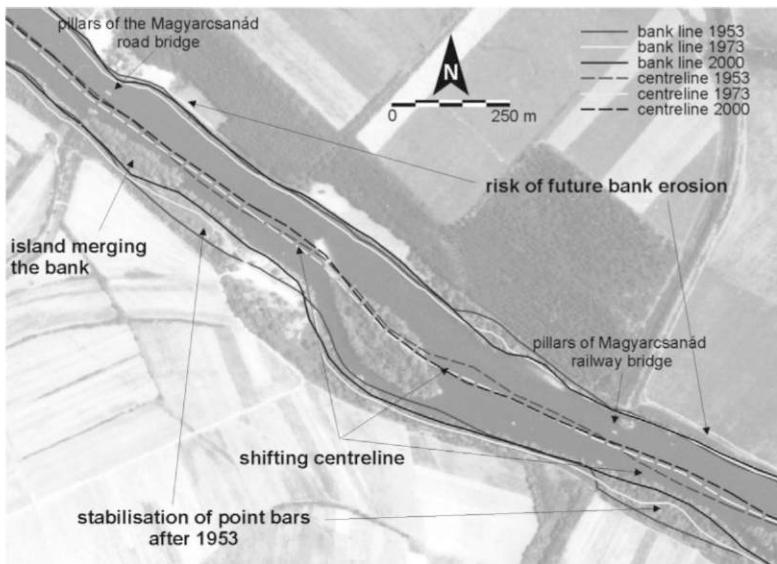 pillars of the Magyarcsanád
road bridge
N
0 250 m
bank line 1953
bank line 1973
bank line 2000
centreline 1953
centreline 1973
centreline 2000
risk of future bank erosion
island merging
the bank
pillars of Magyarcsanád
railway bridge
shifting centreline
stabilisation of point bars
after 1953